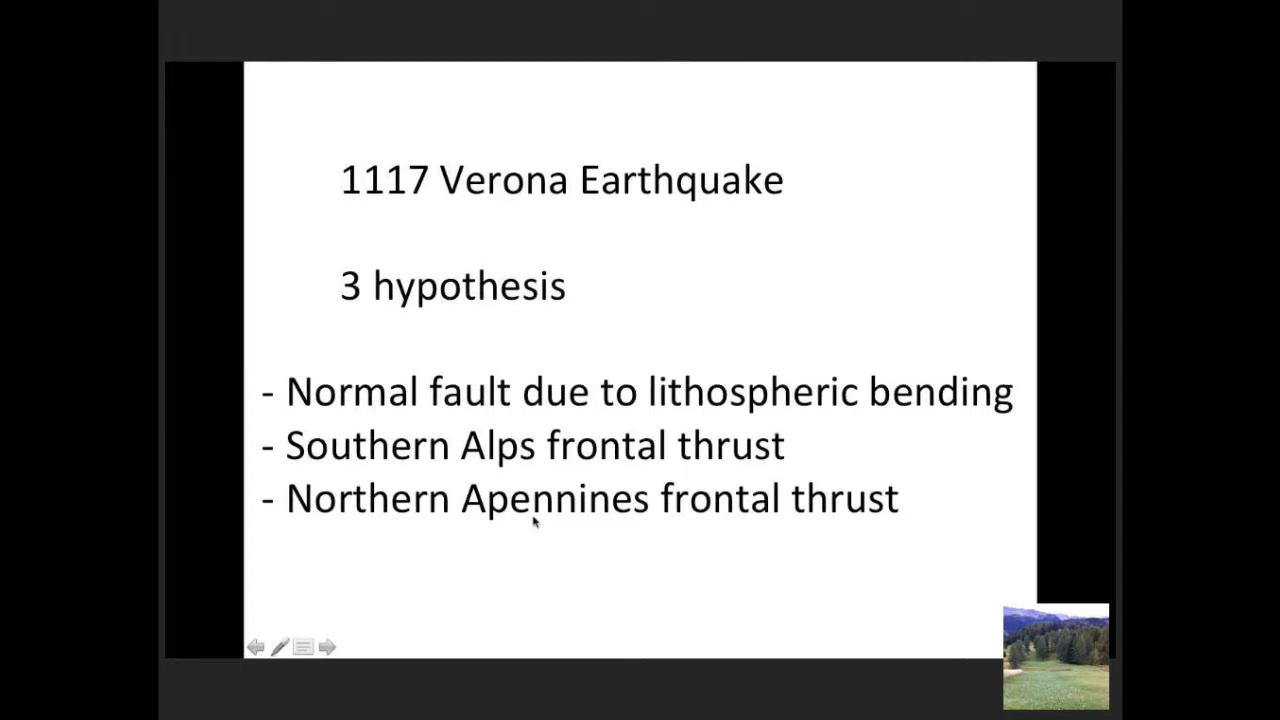 1117 Verona Earthquake
3 hypothesis
- Normal fault due to lithospheric bending
- Southern Alps frontal thrust
- Northern Apennines frontal thrust